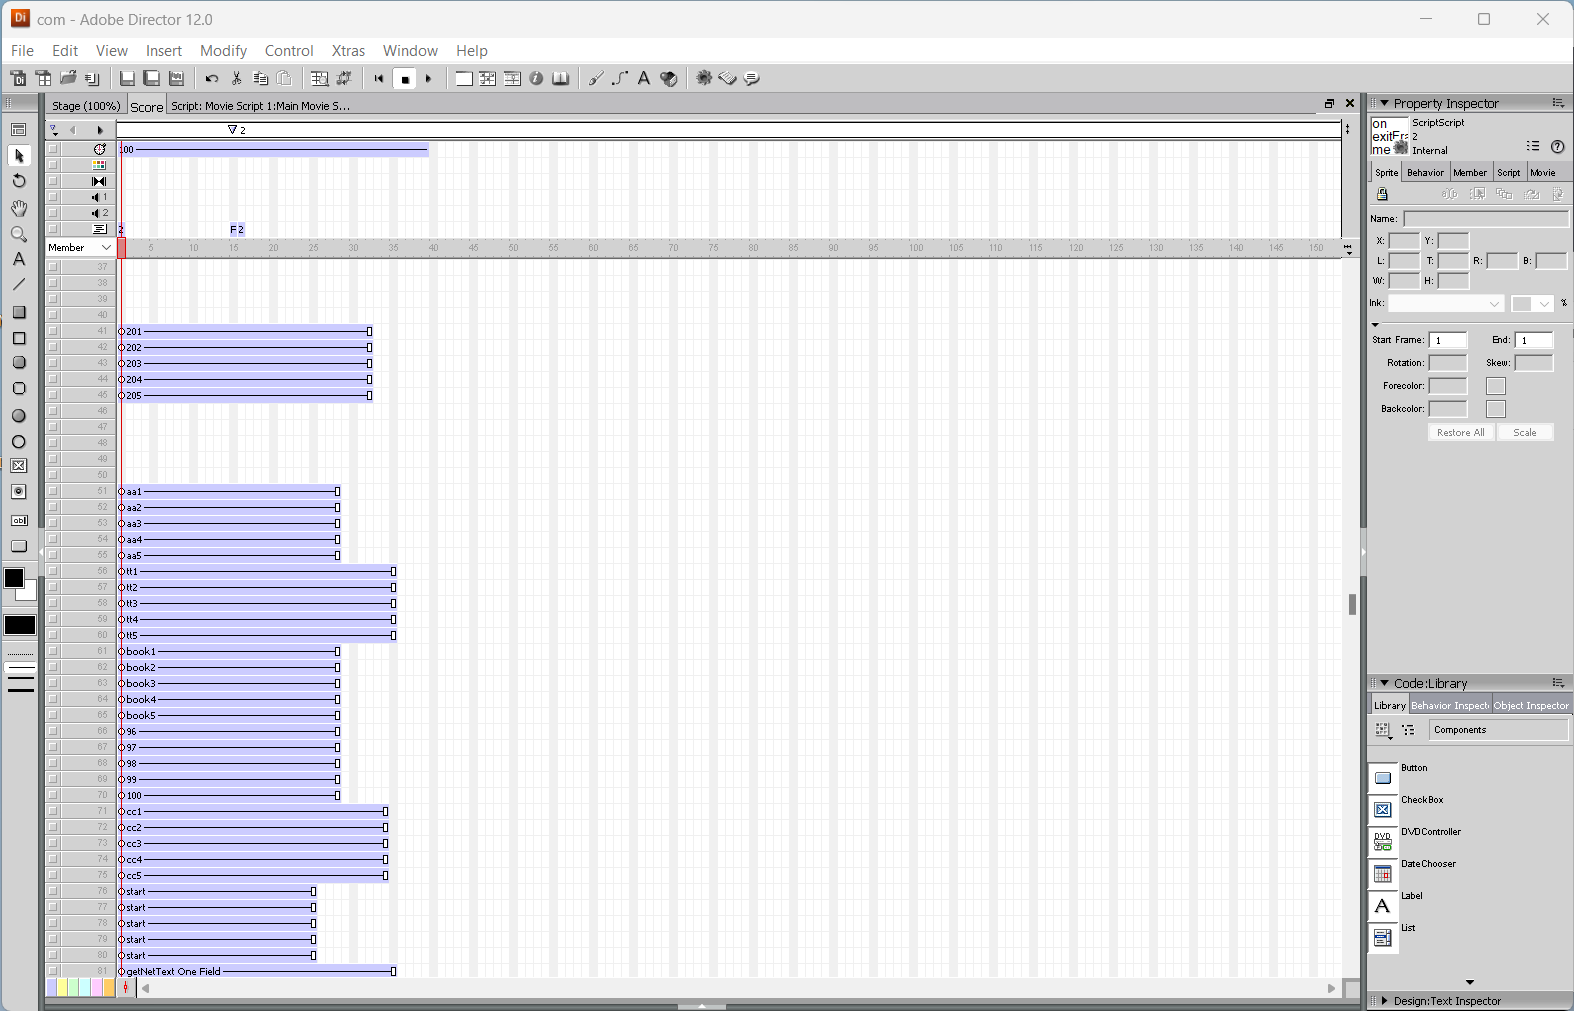 Di com - Adobe Director 12.0
File Edit View Insert Modify Control Xtras Window Help
Stage (100%) Score Script: Movie Script 1:Main Movie S...
2
100
1
2
2 F 2
Member 5 10 15 20 25 30 35 40 45 50 55 60 65 70 75 80 85 90 95 100 105 110 115 120 125 130 135 140 145 150
37
38
39
40
41 201
42 202
43 203
44 204
45 205
46
47
48
49
50
51 aa1
52 aa2
53 aa3
54 aa4
55 aa5
56 tt1
57 tt2
58 tt3
59 tt4
60 tt5
61 book1
62 book2
63 book3
64 book4
65 book5
66 96
67 97
68 98
69 99
70 100
71 cc1
72 cc2
73 cc3
74 cc4
75 cc5
76 start
77 start
78 start
79 start
80 start
81 getNetText One Field
Property Inspector
on
exitFra
me
ScriptScript
2
Internal
Sprite Behavior Member Script Movie
Name:
X: Y:
L: T: R: B:
W: H:
Ink: %
Start Frame: 1 End: 1
Rotation: Skew:
Forecolor:
Backcolor:
Restore All Scale
Code:Library
Library Behavior Inspect Object Inspector
Components
Button
CheckBox
DVDController
DateChooser
Label
List
Design:Text Inspector